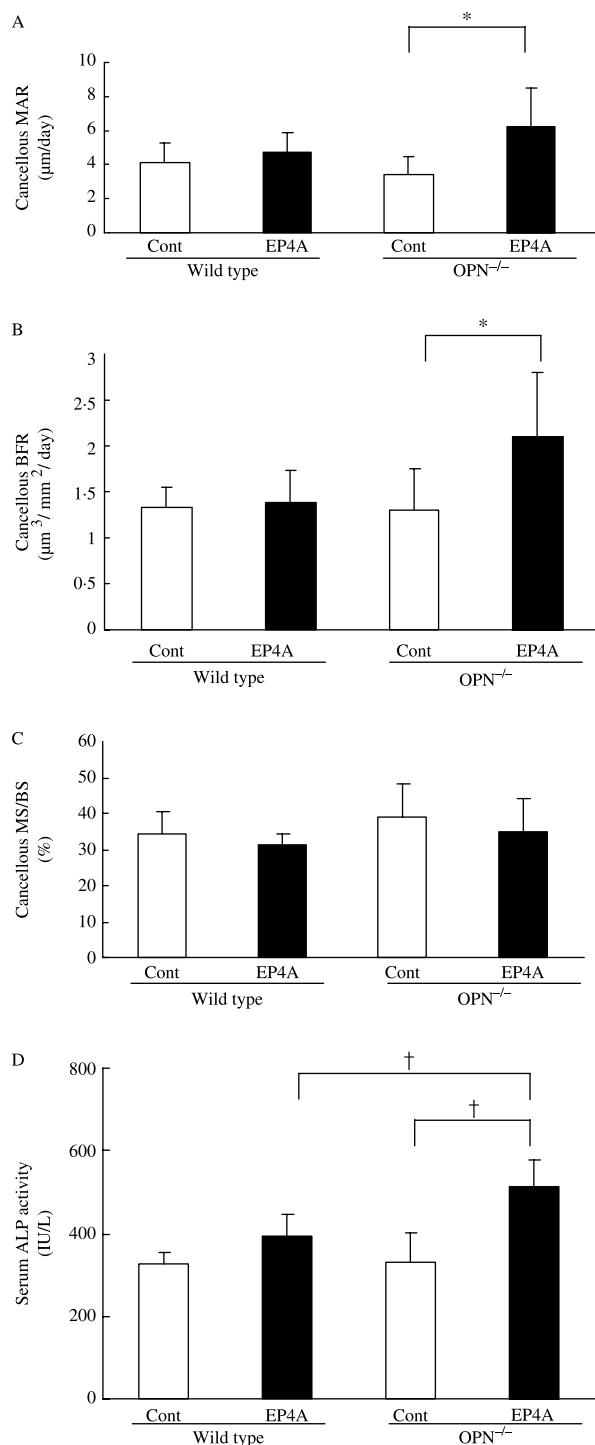 A
*
Cancellous MAR
(µm/day)
10
8
6
4
2
0
Cont EP4A Cont EP4A
Wild type OPN−/−
B
*
Cancellous BFR
(µm3/ mm2/ day)
3
2·5
2
1·5
1
0·5
0
Cont EP4A Cont EP4A
Wild type OPN−/−
C
Cancellous MS/BS
(%)
60
50
40
30
20
10
0
Cont EP4A Cont EP4A
Wild type OPN−/−
D
†
†
Serum ALP activity
(IU/L)
800
600
400
200
0
Cont EP4A Cont EP4A
Wild type OPN−/−